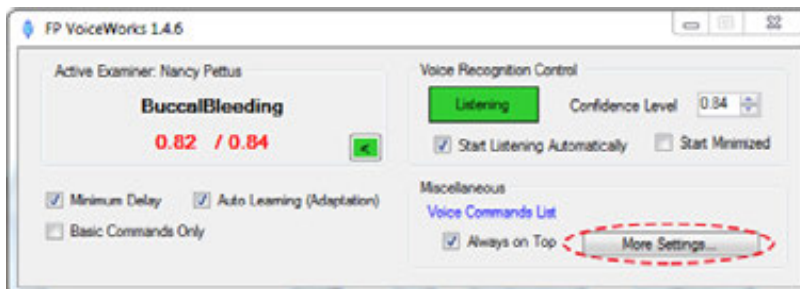 FP VoiceWorks 1.4.6
Active Examiner: Nancy Pettus
BuccalBleeding
0.82 / 0.84
<
Minimum Delay
Auto Learning (Adaptation)
Basic Commands Only
Voice Recognition Control
Listening
Confidence Level
0.84
Start Listening Automatically
Start Minimized
Miscellaneous
Voice Commands List
Always on Top
More Settings...